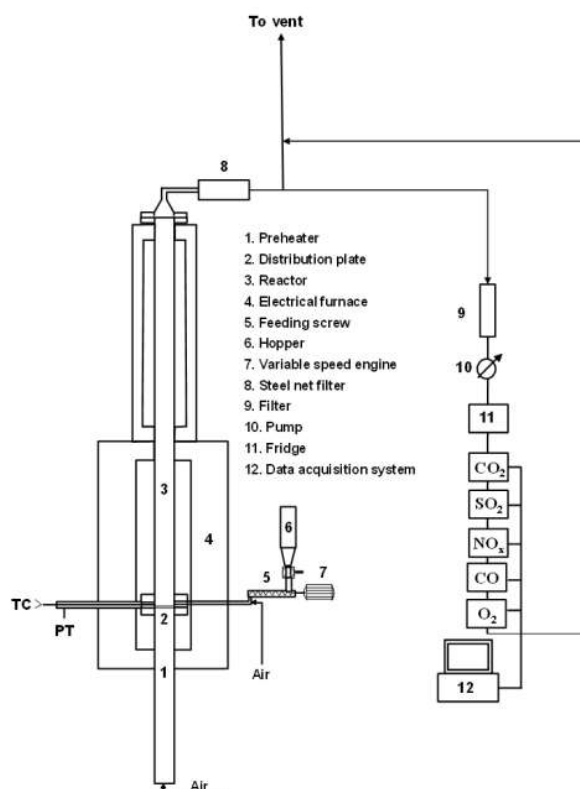 To vent
8
1. Preheater
2. Distribution plate
3. Reactor
4. Electrical furnace
5. Feeding screw
6. Hopper
7. Variable speed engine
8. Steel net filter
9. Filter
10. Pump
11. Fridge
12. Data acquisition system
9
10
11
CO₂
SO₂
NOₓ
CO
O₂
12
3
4
6
5
7
TC
PT
2
1
Air
Air